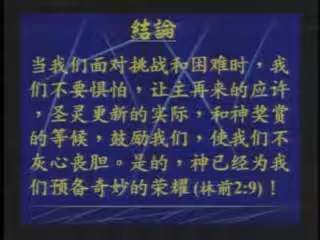 结論
当我们面对挑战和困难时，我
们不要惧怕，让主再来的应许
，圣灵更新的实际，和神奖赏
的等候，鼓励我们，使我们不
灰心丧胆。是的，神已经为我
们预备奇妙的荣耀(林前2:9)！